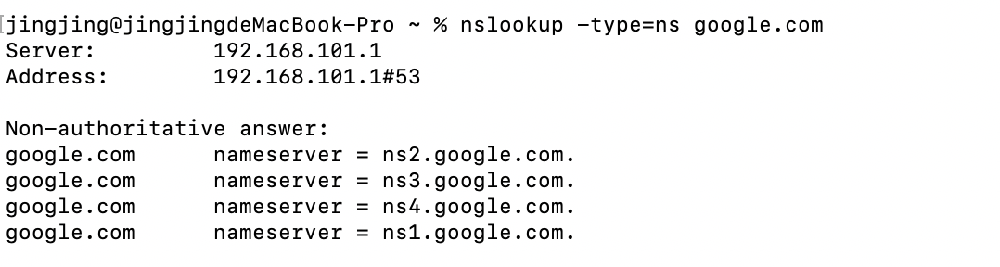 jingjing@jingjingdeMacBook-Pro ~ % nslookup -type=ns google.com
Server: 192.168.101.1
Address: 192.168.101.1#53
Non-authoritative answer:
google.com nameserver = ns2.google.com.
google.com nameserver = ns3.google.com.
google.com nameserver = ns4.google.com.
google.com nameserver = ns1.google.com.